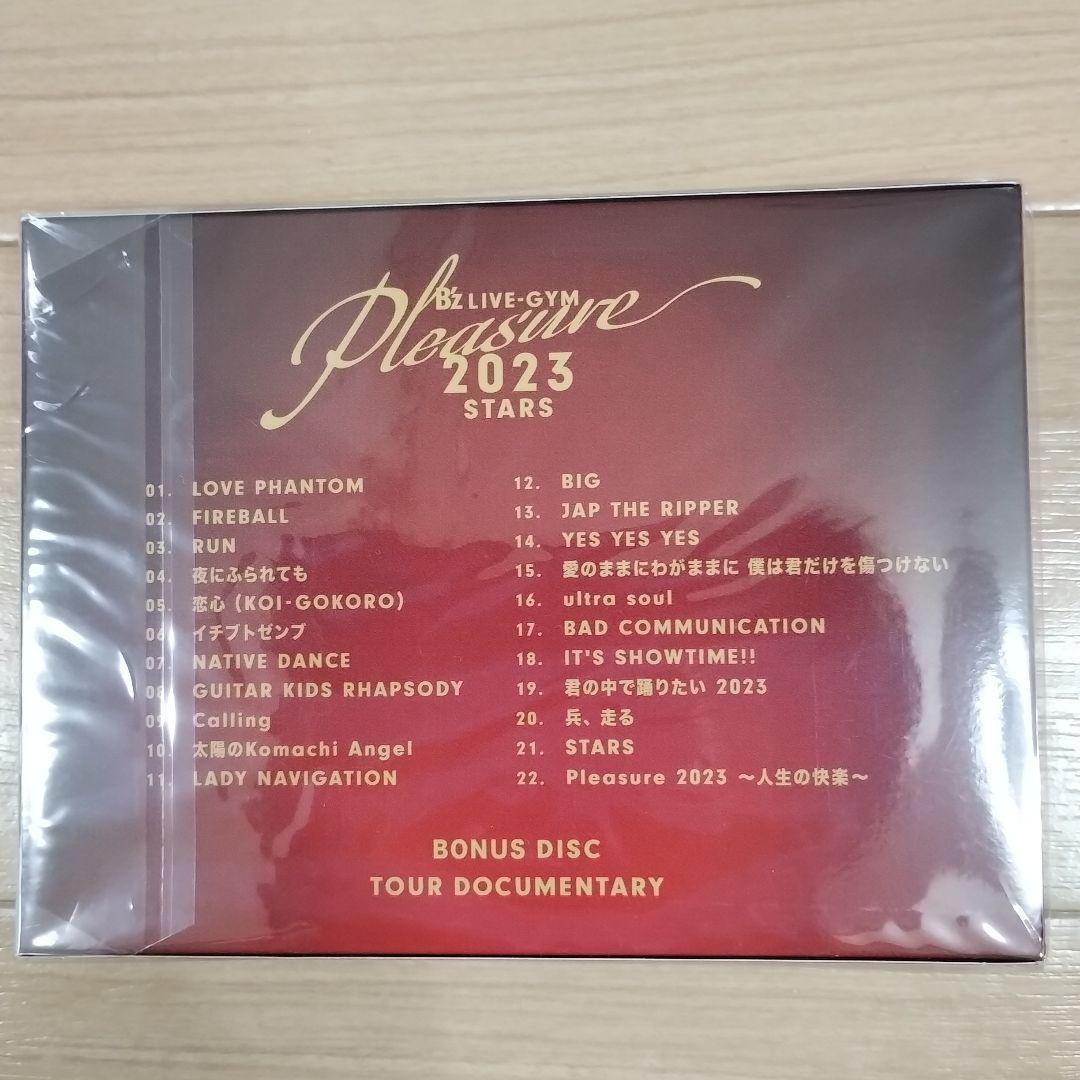 B'z LIVE-GYM
Pleasure
2023
STARS
01. LOVE PHANTOM
02. FIREBALL
03. RUN
04. 夜にふられても
05. 恋心 (KOI-GOKORO)
06. イチブトゼンブ
07. NATIVE DANCE
08. GUITAR KIDS RHAPSODY
09. Calling
10. 太陽のKomachi Angel
11. LADY NAVIGATION
12. BIG
13. JAP THE RIPPER
14. YES YES YES
15. 愛のままにわがままに 僕は君だけを傷つけない
16. ultra soul
17. BAD COMMUNICATION
18. IT'S SHOWTIME!!
19. 君の中で踊りたい 2023
20. 兵、走る
21. STARS
22. Pleasure 2023 〜人生の快楽〜
BONUS DISC
TOUR DOCUMENTARY